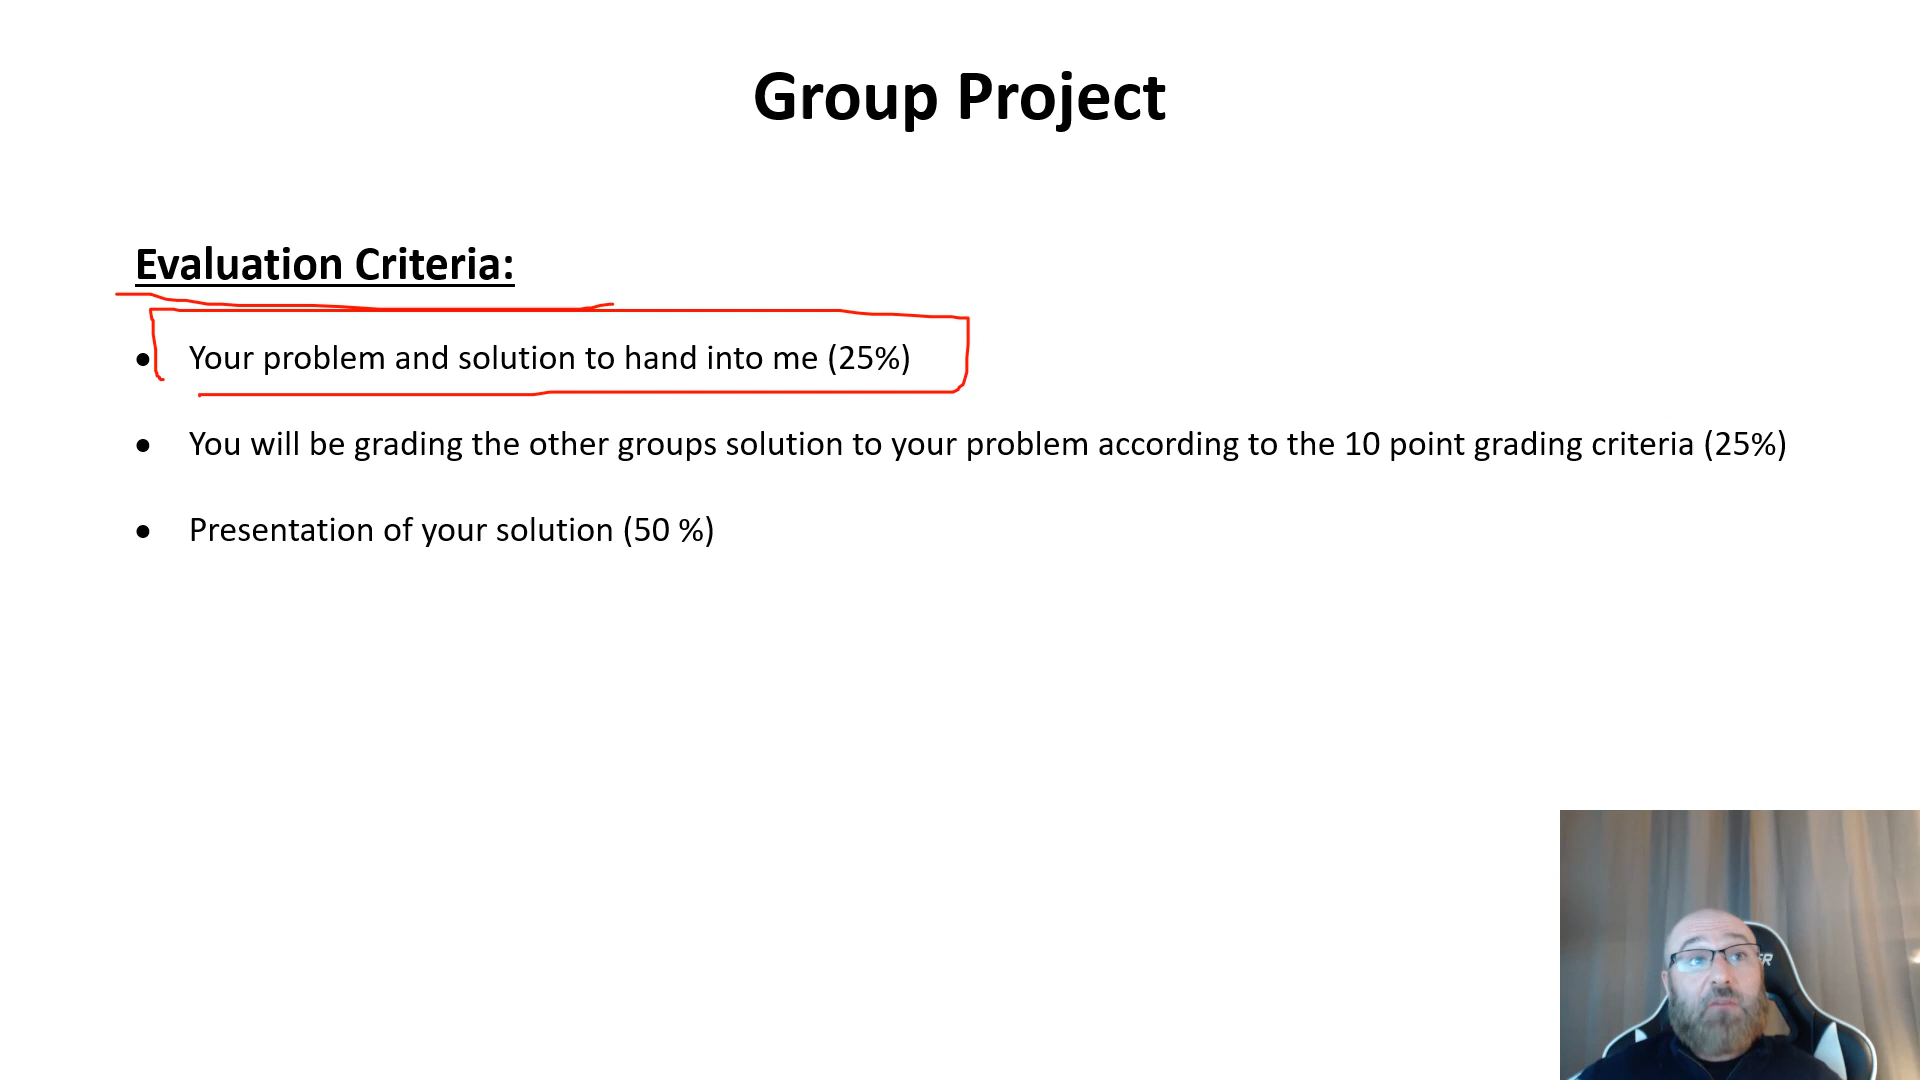 Group Project
Evaluation Criteria:
• Your problem and solution to hand into me (25%)
• You will be grading the other groups solution to your problem according to the 10 point grading criteria (25%)
• Presentation of your solution (50 %)